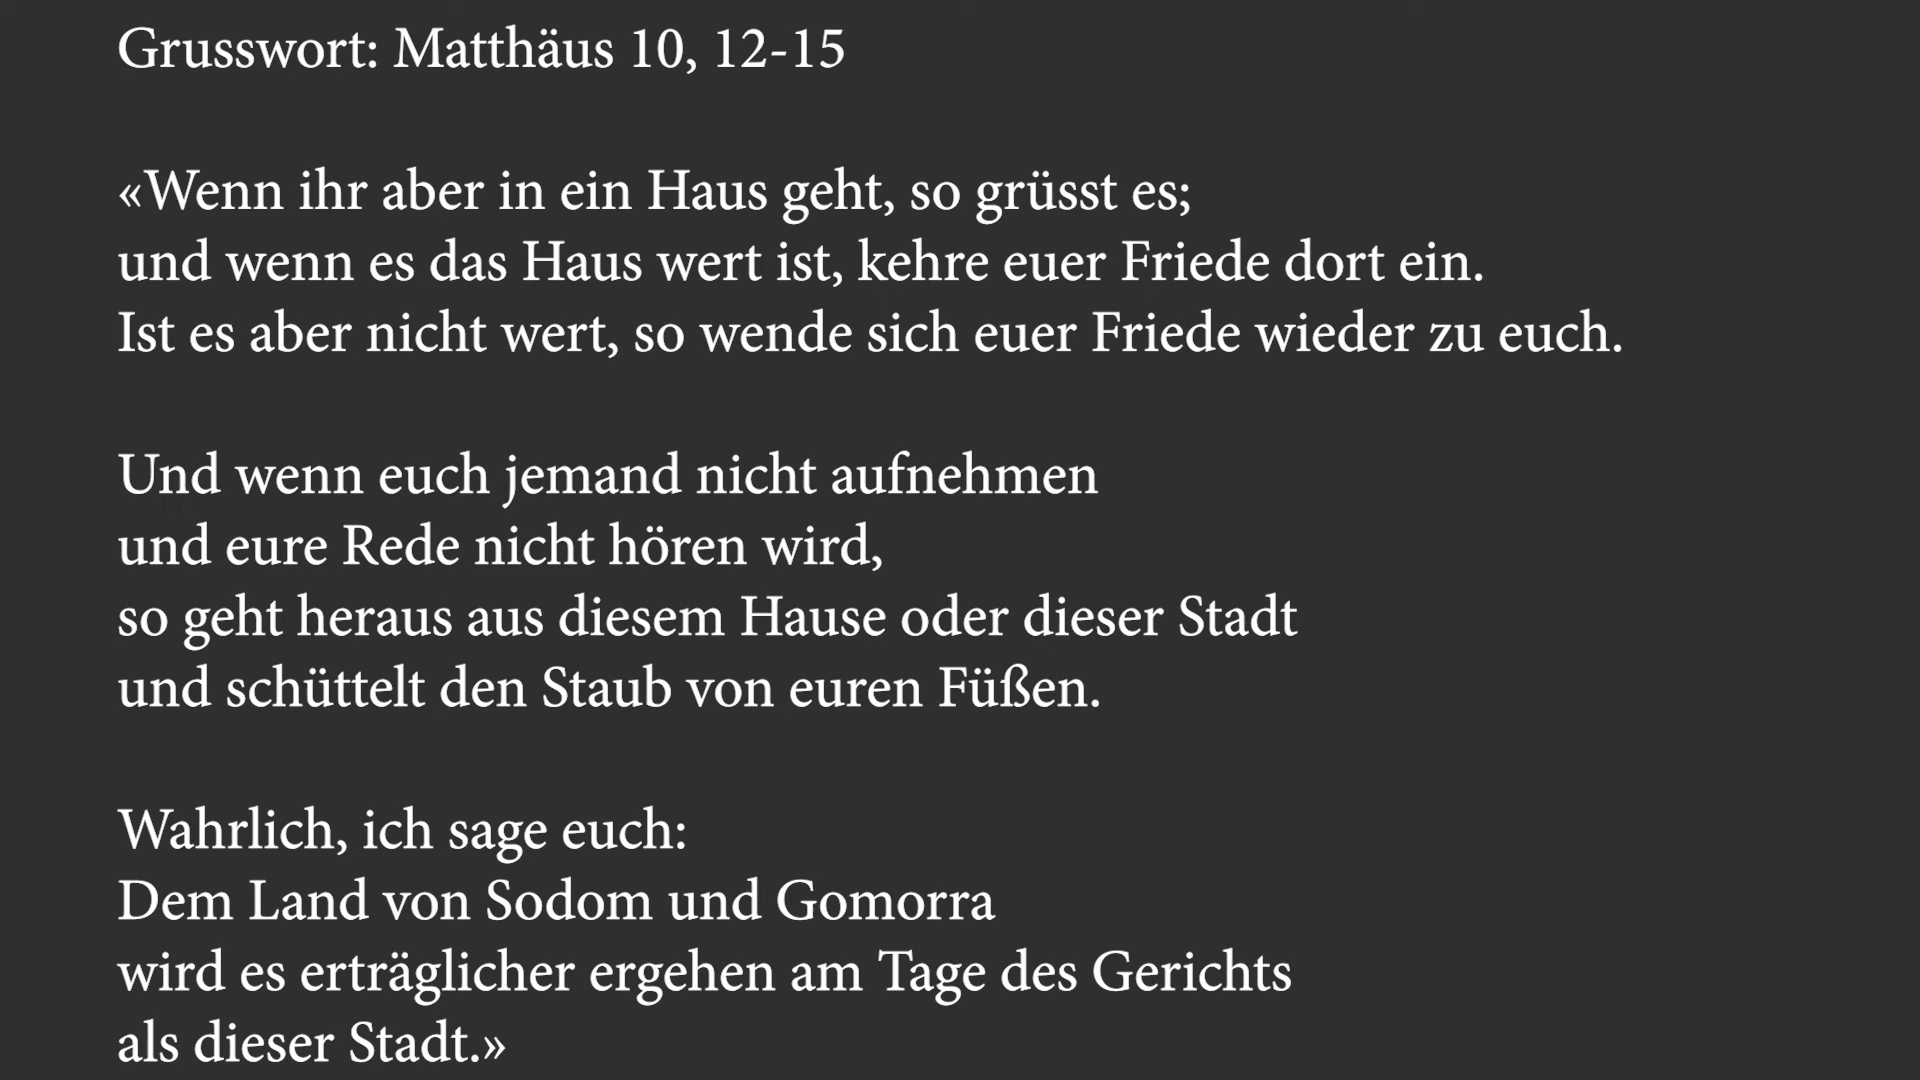 Grusswort: Matthäus 10, 12-15
«Wenn ihr aber in ein Haus geht, so grüsst es;
und wenn es das Haus wert ist, kehre euer Friede dort ein.
Ist es aber nicht wert, so wende sich euer Friede wieder zu euch.
Und wenn euch jemand nicht aufnehmen
und eure Rede nicht hören wird,
so geht heraus aus diesem Hause oder dieser Stadt
und schüttelt den Staub von euren Füßen.
Wahrlich, ich sage euch:
Dem Land von Sodom und Gomorra
wird es erträglicher ergehen am Tage des Gerichts
als dieser Stadt.»